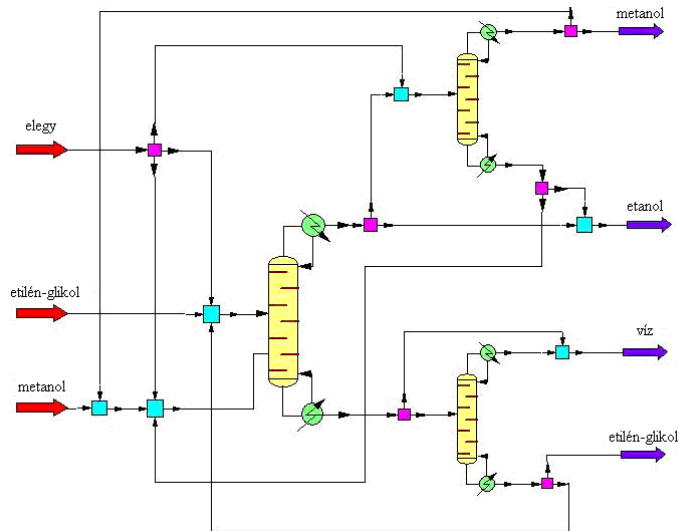 metanol
elegy
etanol
etilén-glikol
víz
metanol
etilén-glikol